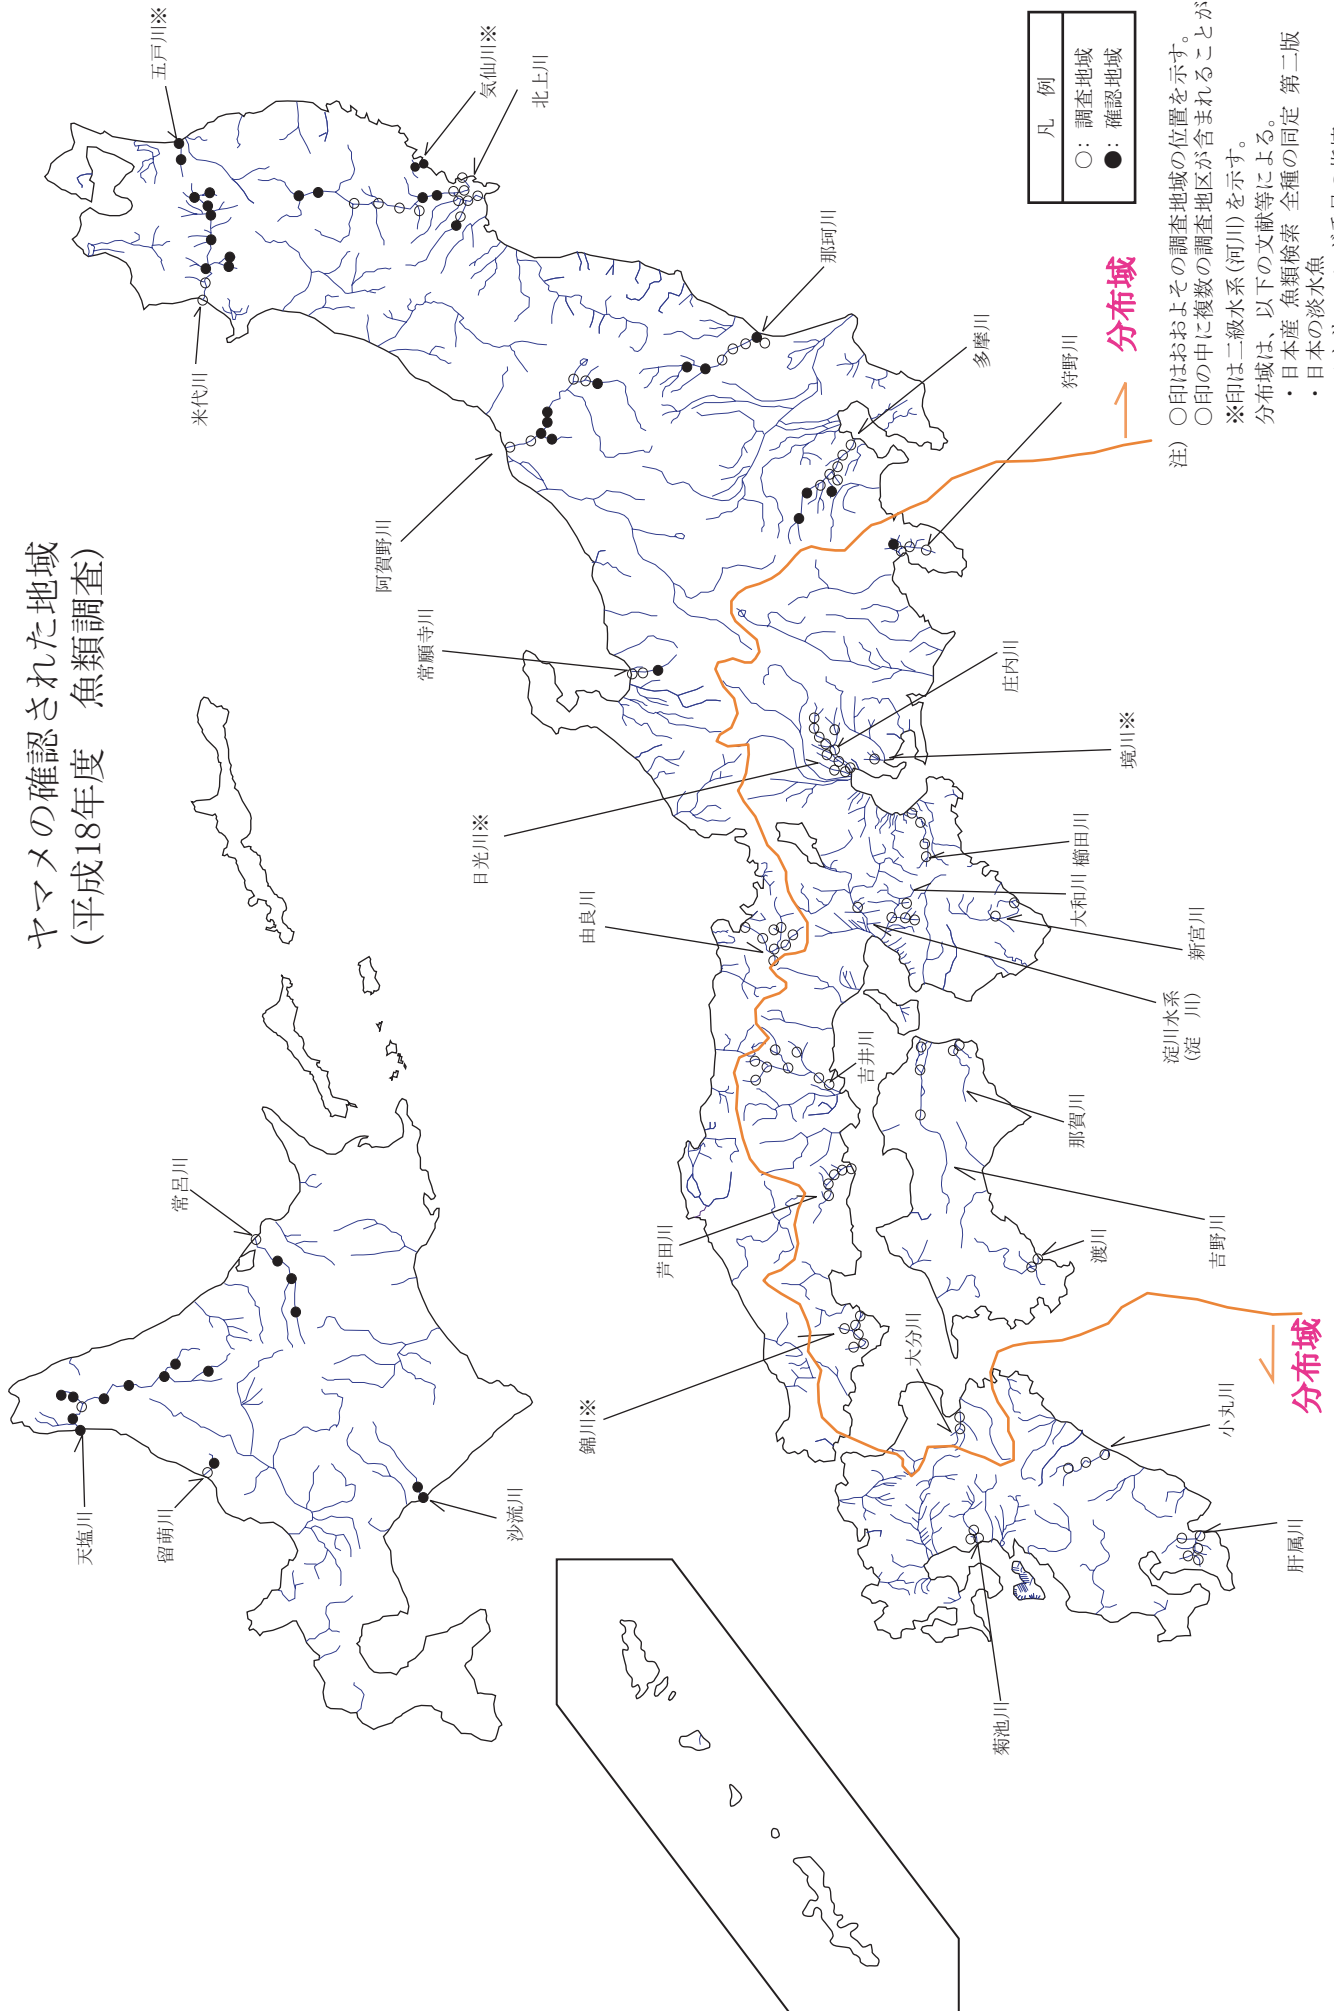 ヤマメの確認された地域
(平成18年度　魚類調査)
五戸川※
気仙川※
北上川
米代川
那珂川
多摩川
狩野川
阿賀野川
常願寺川
庄内川
境川※
日光川※
由良川
櫛田川
大和川
新宮川
淀川水系
(淀　川)
吉井川
那賀川
吉野川
渡川
芦田川
大分川
錦川※
小丸川
肝属川
菊池川
常呂川
天塩川
留萌川
沙流川
分布域
分布域
凡　例
○：調査地域
●：確認地域
注) ○印はおおよその調査地域の位置を示す。
○印の中に複数の調査地区が含まれることが
※印は二級水系(河川)を示す。
分布域は、以下の文献等による。
・日本産 魚類検索 全種の同定 第二版
・日本の淡水魚